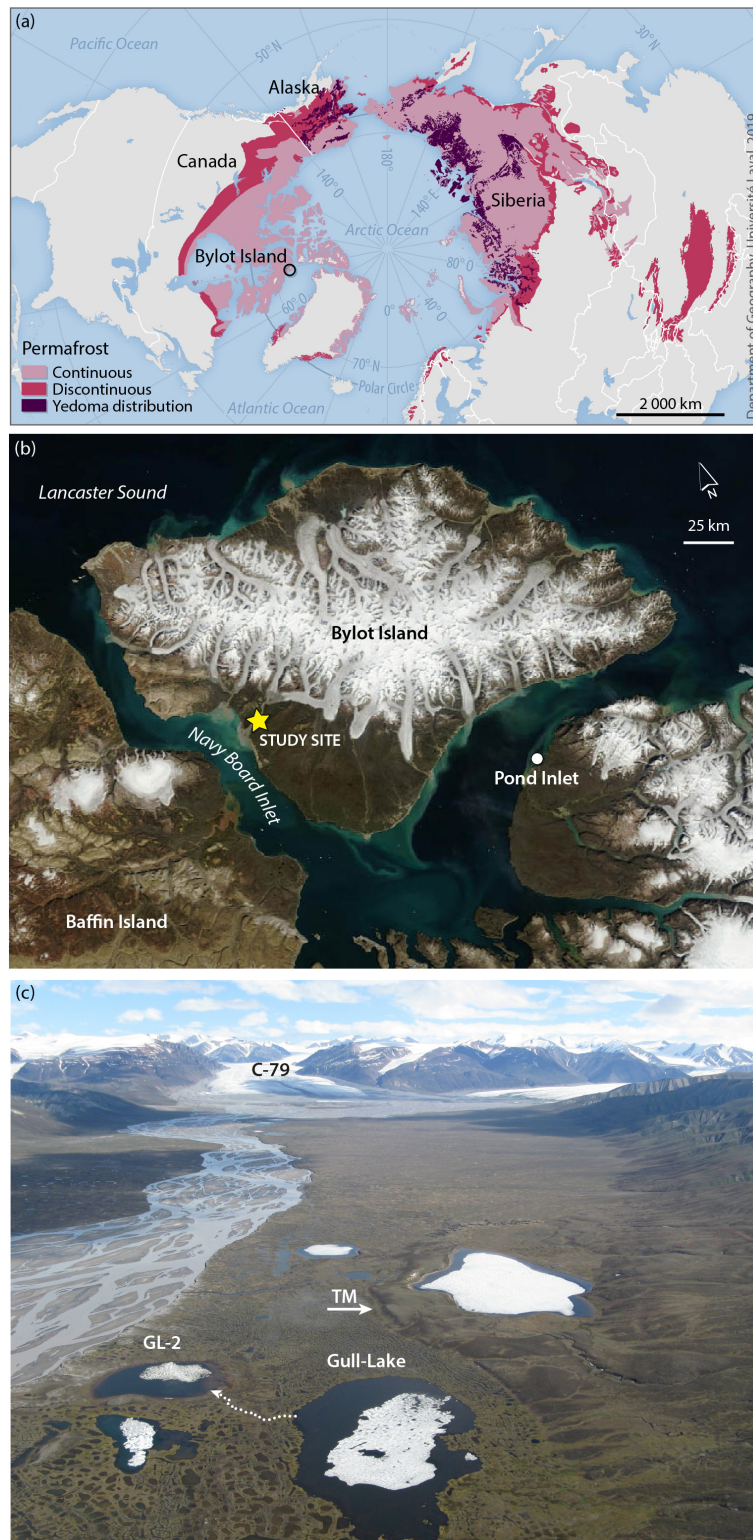 (a)
Pacific Ocean
50° N
30° N
Alaska
180°
Canada
140° O
140° E
Siberia
Arctic Ocean
Bylot Island
80° O
60° O
0°
40° O
Permafrost
Continuous
70° N
Discontinuous
Polar Circle
Yedoma distribution
Atlantic Ocean
2 000 km
Department of Geography, Université Laval, 2019
(b)
Lancaster Sound
N
25 km
Bylot Island
STUDY SITE
Navy Board Inlet
Pond Inlet
Baffin Island
(c)
C-79
TM
GL-2
Gull-Lake